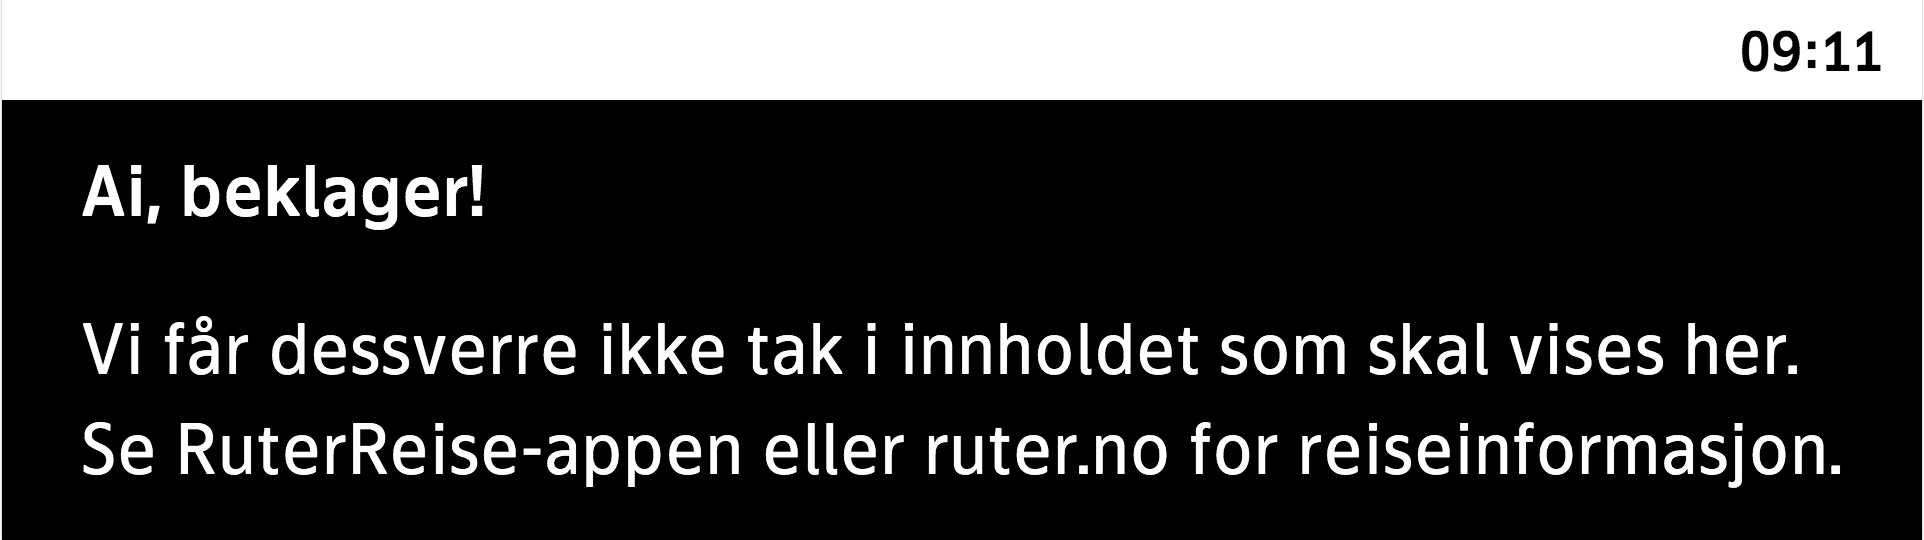 09:11
Ai, beklager!
Vi får dessverre ikke tak i innholdet som skal vises her.
Se RuterReise-appen eller ruter.no for reiseinformasjon.